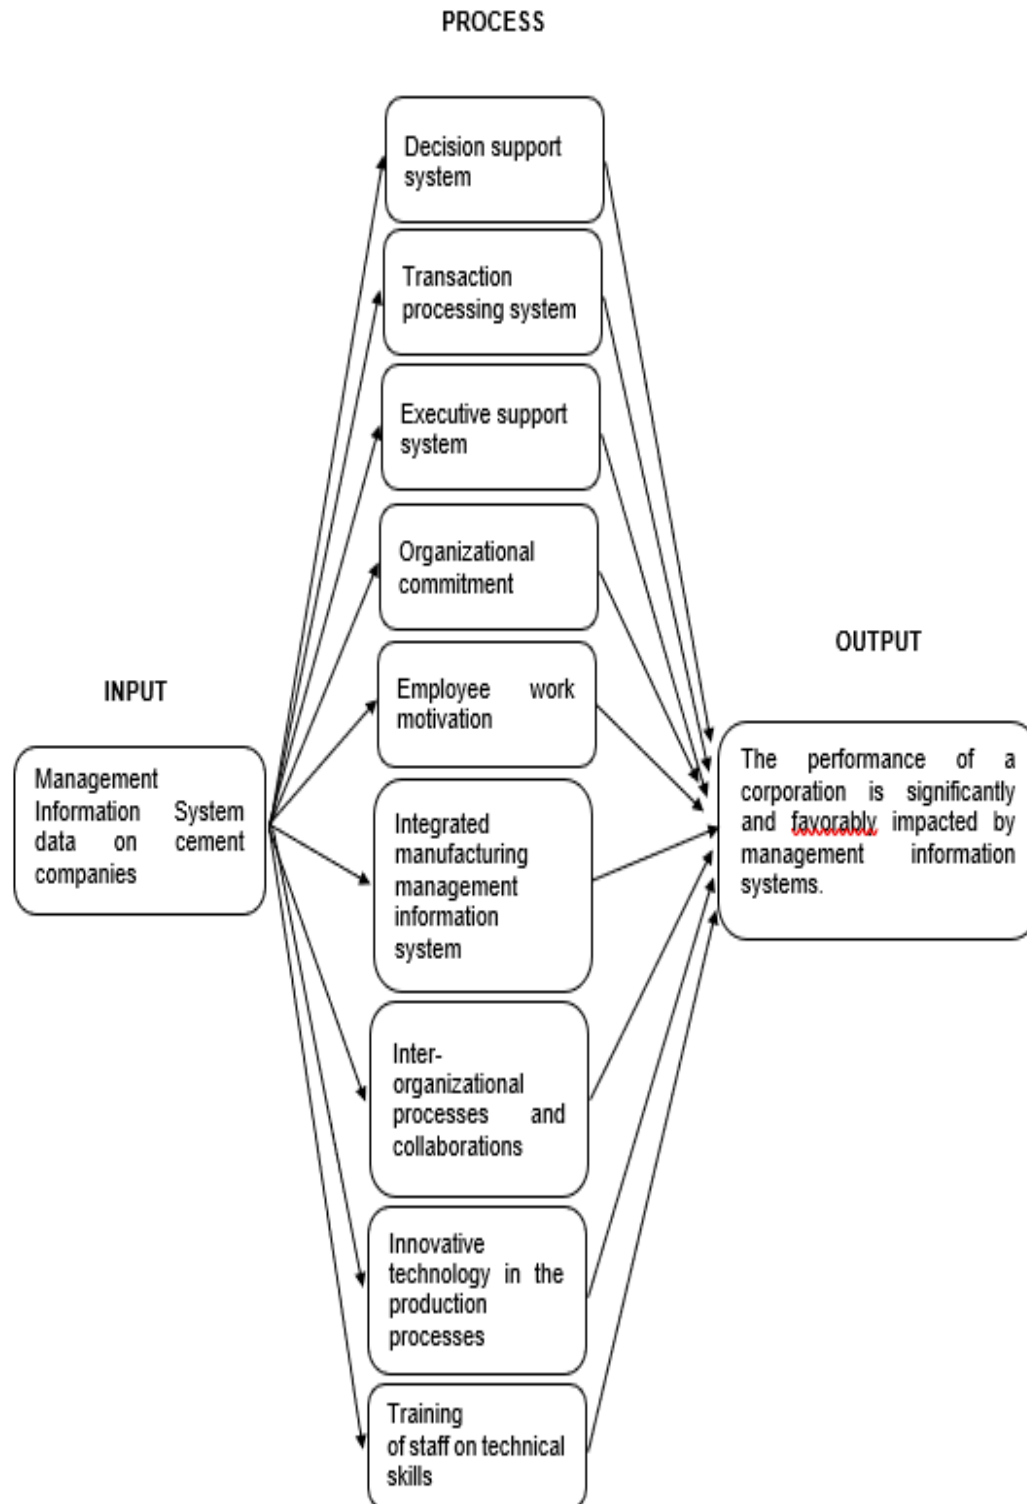 PROCESS
Decision support
system
Transaction
processing system
Executive support
system
Organizational
commitment
Employee work
motivation
Integrated
manufacturing
management
information
system
Inter-
organizational
processes and
collaborations
Innovative
technology in the
production
processes
Training
of staff on technical
skills
INPUT
Management
Information System
data on cement
companies
OUTPUT
The performance of a
corporation is significantly
and favorably impacted by
management information
systems.